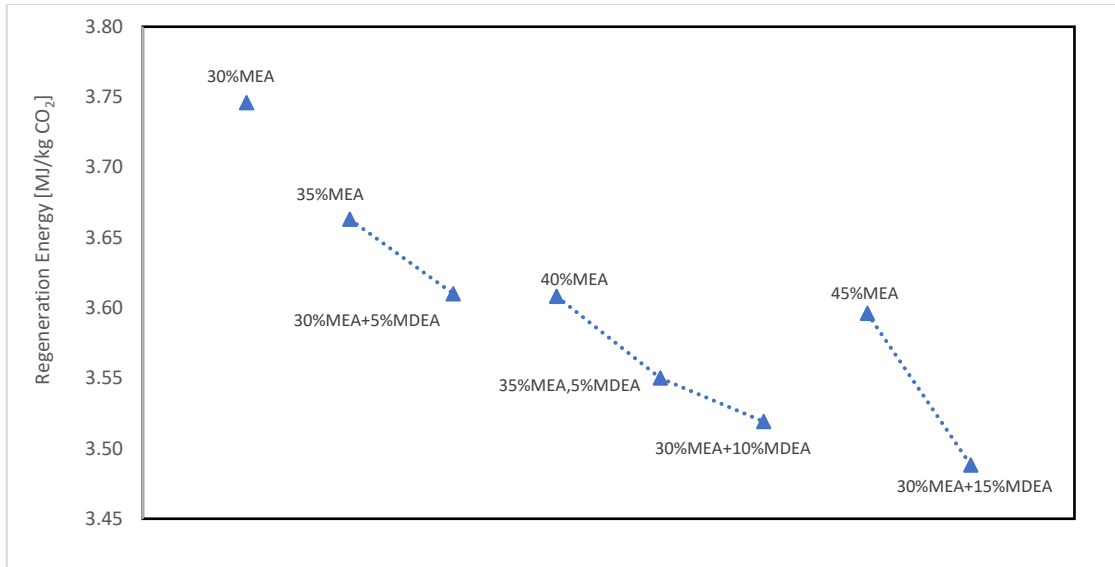 3.80
3.75
3.70
3.65
3.60
3.55
3.50
3.45
Regeneration Energy [MJ/kg CO₂]
30%MEA
35%MEA
30%MEA+5%MDEA
40%MEA
35%MEA,5%MDEA
30%MEA+10%MDEA
45%MEA
30%MEA+15%MDEA